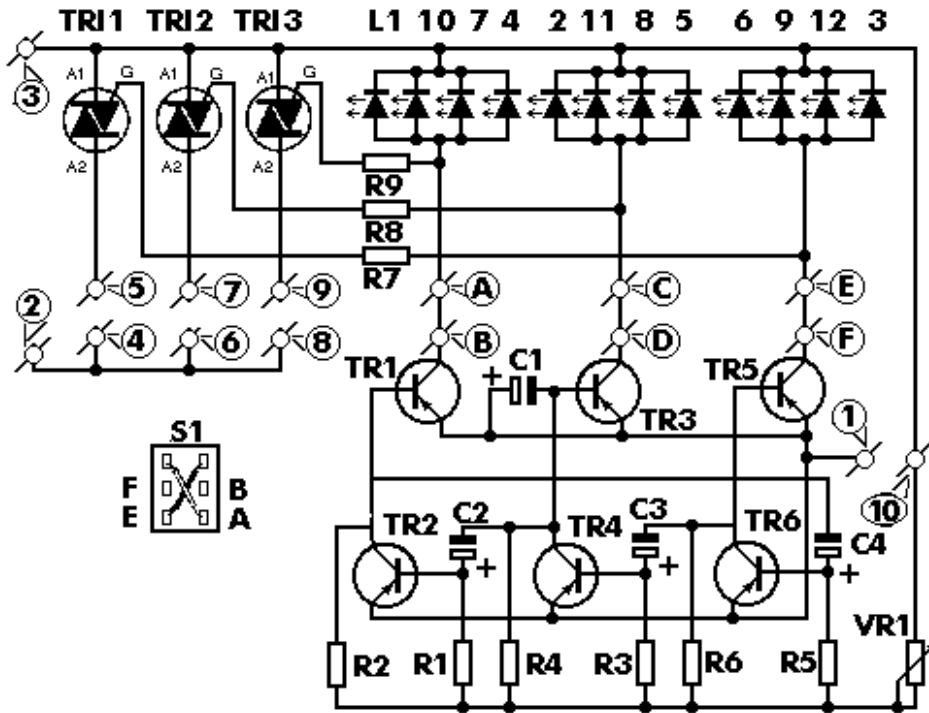 TRI1 TRI2 TRI3 L1 10 7 4 2 11 8 5 6 9 12 3
A1 G A1 G A1 G
3
A2 A2 A2
R9
R8
R7
5 7 9 A C E
2
4 6 8 B D F
TR1 + C1 TR5
TR3 1
S1
F B
E A
10
TR2 C2 TR4 C3 TR6 C4
+ + +
VR1
R2 R1 R4 R3 R6 R5